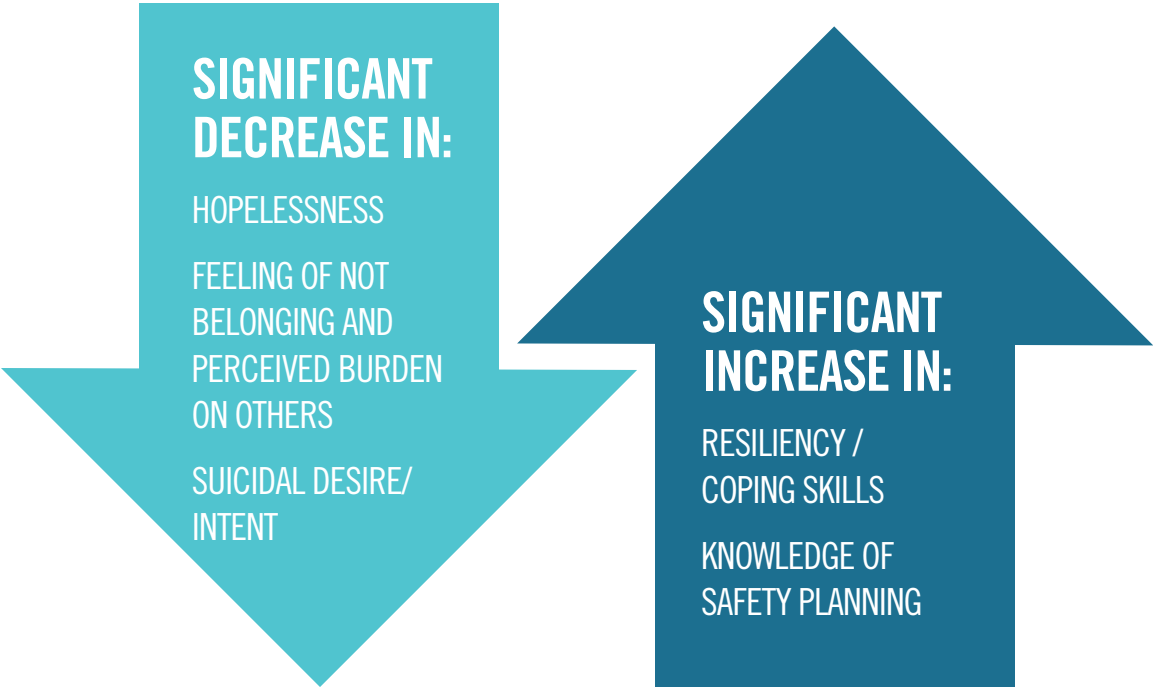 SIGNIFICANT
DECREASE IN:
HOPELESSNESS
FEELING OF NOT
BELONGING AND
PERCEIVED BURDEN
ON OTHERS
SUICIDAL DESIRE/
INTENT
SIGNIFICANT
INCREASE IN:
RESILIENCY /
COPING SKILLS
KNOWLEDGE OF
SAFETY PLANNING